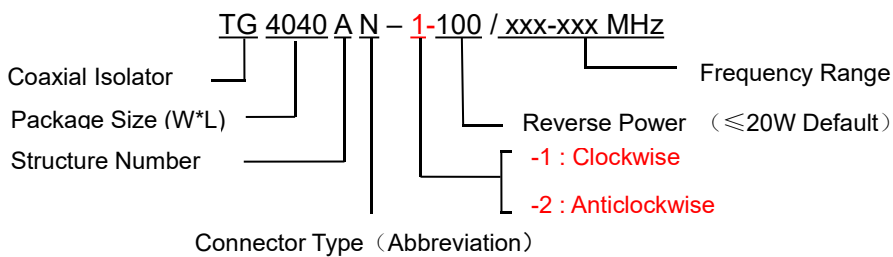 TG 4040 A N – 1-100 / xxx-xxx MHz
Coaxial Isolator
Frequency Range
Package Size (W*L)
Reverse Power （≤20W Default）
Structure Number
-1 : Clockwise
-2 : Anticlockwise
Connector Type（Abbreviation）